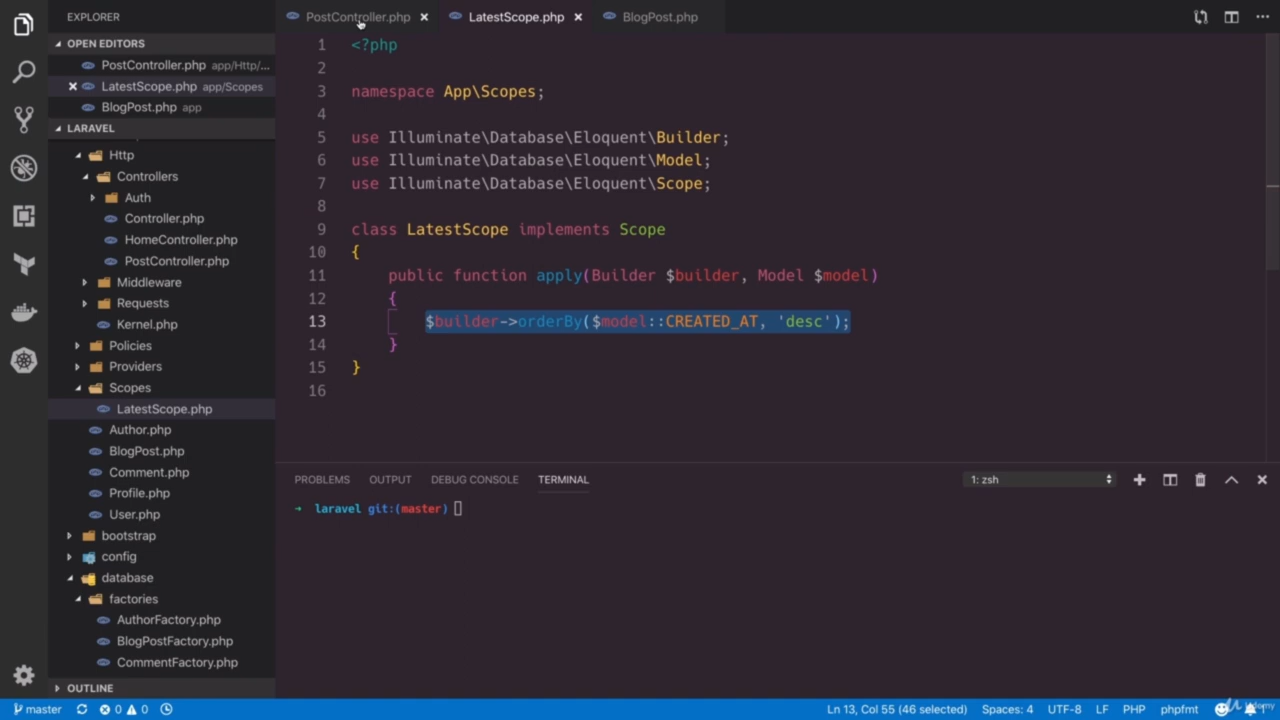 EXPLORER
OPEN EDITORS
PostController.php app/Http/...
LatestScope.php app/Scopes
BlogPost.php app
LARAVEL
Http
Controllers
Auth
Controller.php
HomeController.php
PostController.php
Middleware
Requests
Kernel.php
Policies
Providers
Scopes
LatestScope.php
Author.php
BlogPost.php
Comment.php
Profile.php
User.php
bootstrap
config
database
factories
AuthorFactory.php
BlogPostFactory.php
CommentFactory.php
OUTLINE
PostController.php LatestScope.php BlogPost.php
1 <?php
2
3 namespace App\Scopes;
4
5 use Illuminate\Database\Eloquent\Builder;
6 use Illuminate\Database\Eloquent\Model;
7 use Illuminate\Database\Eloquent\Scope;
8
9 class LatestScope implements Scope
10 {
11 public function apply(Builder $builder, Model $model)
12 {
13 $builder->orderBy($model::CREATED_AT, 'desc');
14 }
15 }
16
PROBLEMS OUTPUT DEBUG CONSOLE TERMINAL 1: zsh
→ laravel git:(master)
master 0 0 Ln 13, Col 55 (46 selected) Spaces: 4 UTF-8 LF PHP phpfmt 1
Udemy